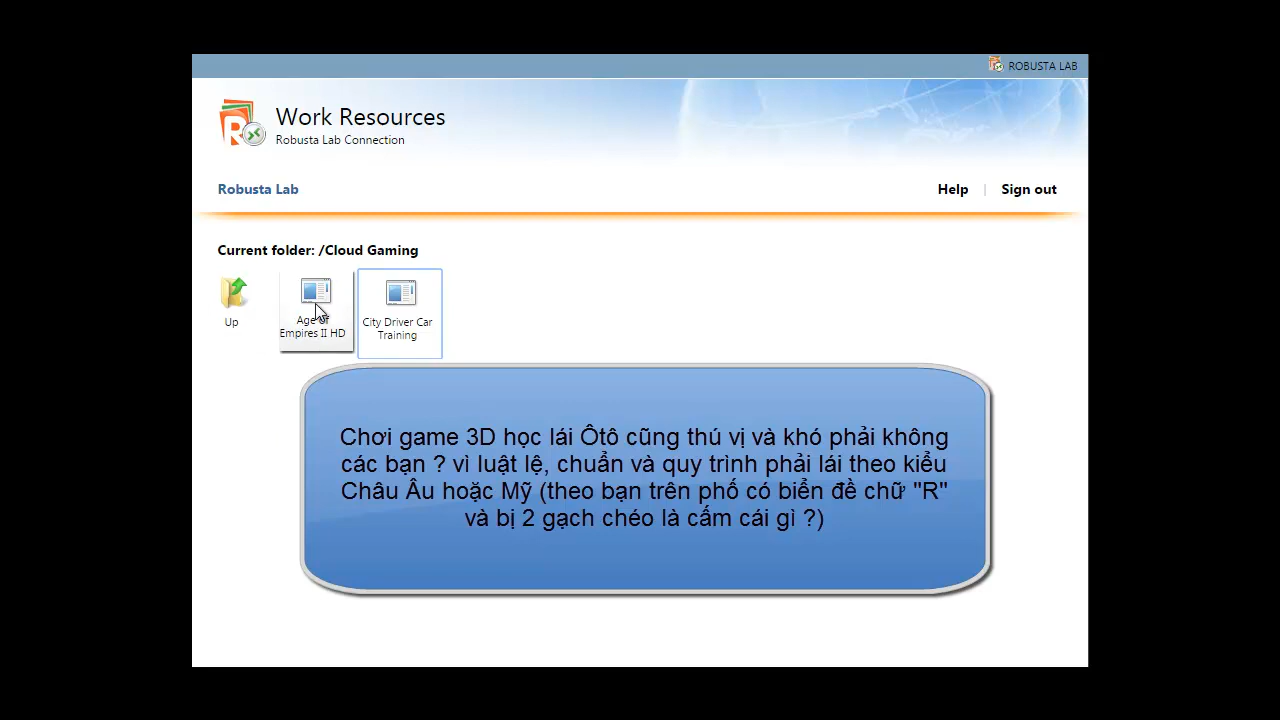 ROBUSTA LAB
Work Resources
Robusta Lab Connection
Robusta Lab
Help | Sign out
Current folder: /Cloud Gaming
Up
Age of
Empires II HD
City Driver Car
Training
Chơi game 3D học lái Ôtô cũng thú vị và khó phải không
các bạn ? vì luật lệ, chuẩn và quy trình phải lái theo kiểu
Châu Âu hoặc Mỹ (theo bạn trên phố có biển đề chữ "R"
và bị 2 gạch chéo là cấm cái gì ?)